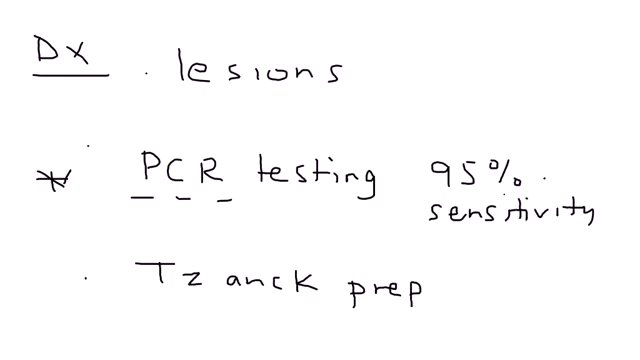 DX . lesions
* PCR testing 95%
sensitivity
. Tzanck prep